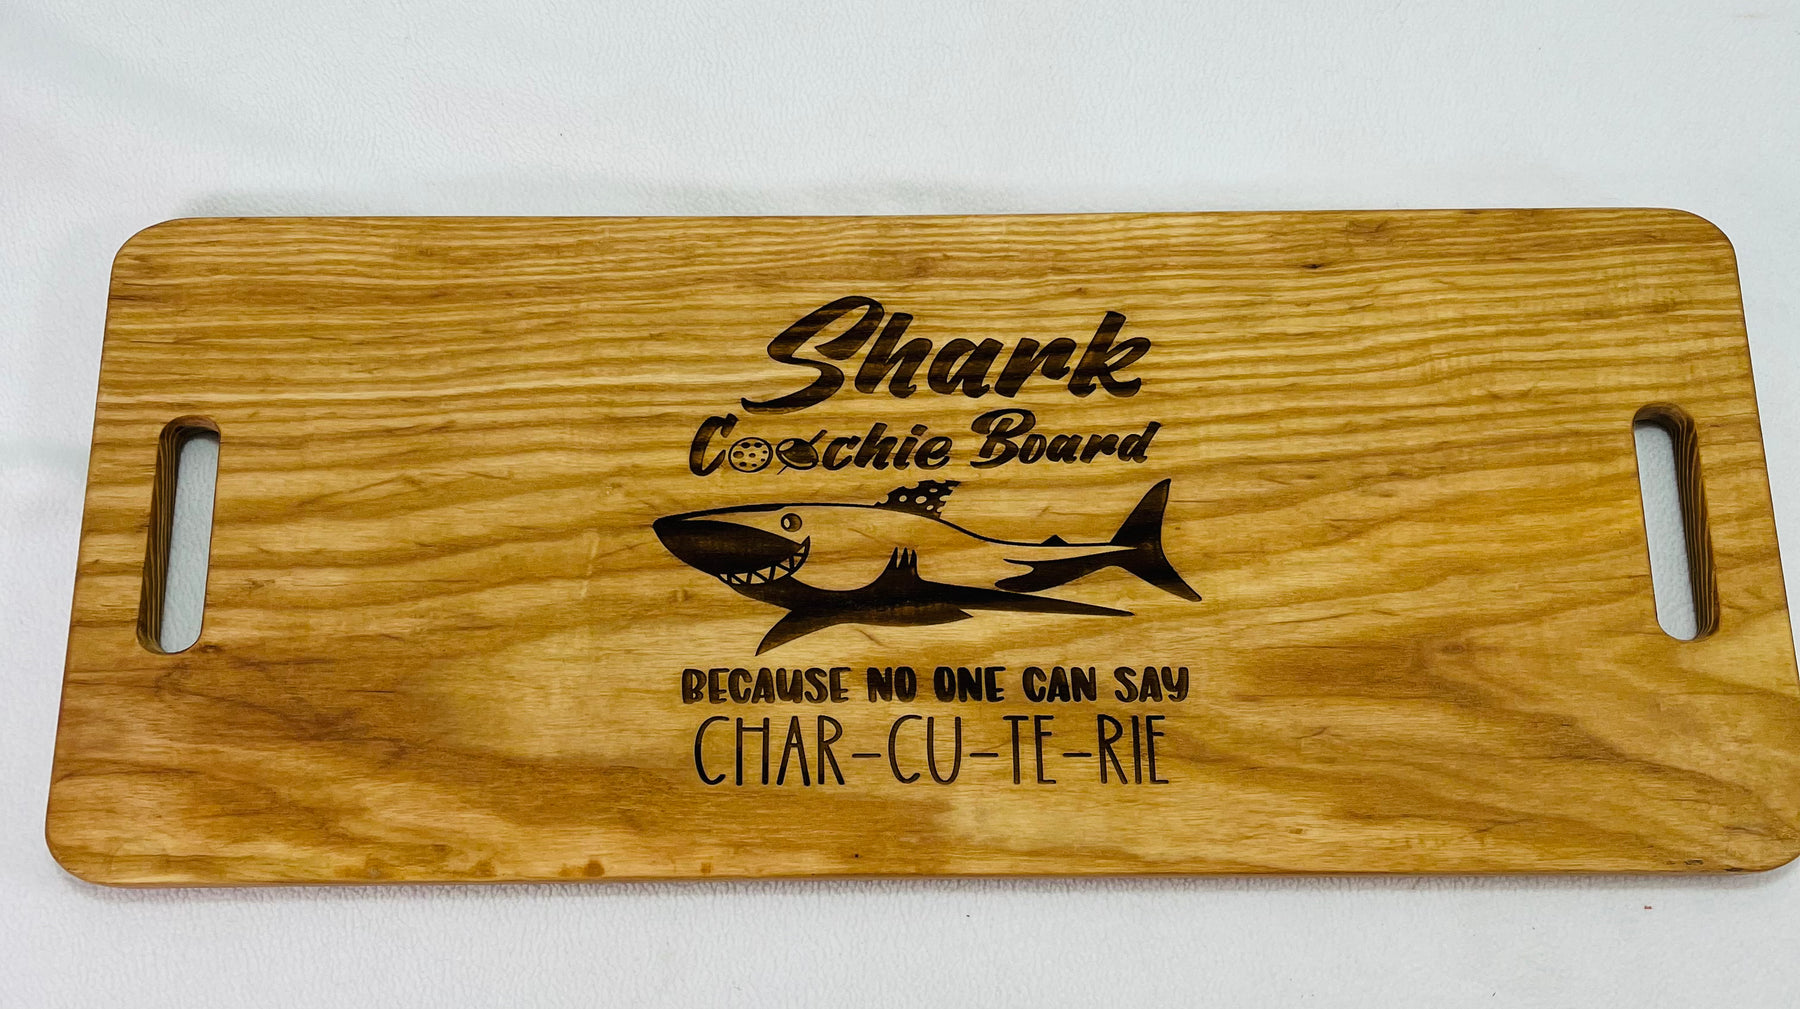 Shark
Coochie Board
BECAUSE NO ONE CAN SAY
CHAR-CU-TE-RIE